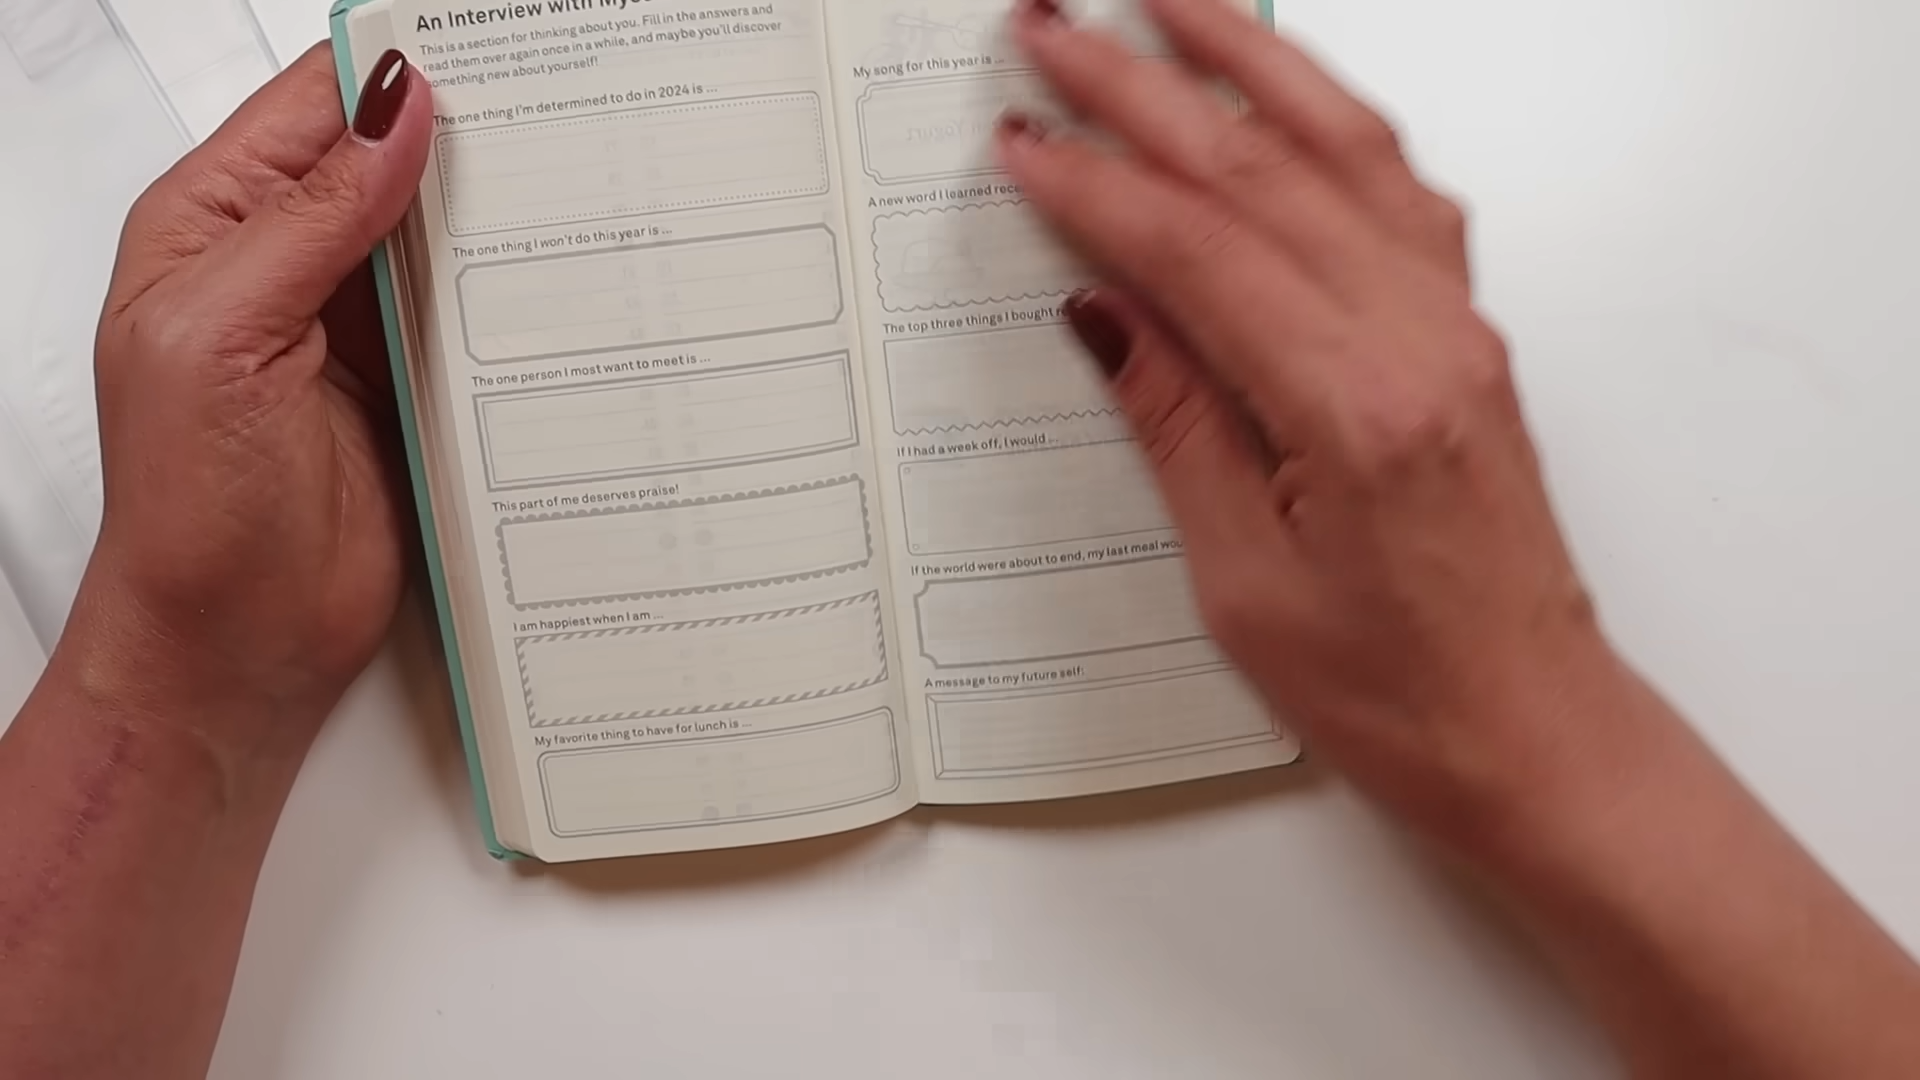 An Interview with
This is a section for thinking about you. Fill in the answers and
read them over again once in a while, and maybe you'll discover
something new about yourself!
The one thing I'm determined to do in 2024 is ...
The one thing I won't do this year is ...
The one person I most want to meet is ...
This part of me deserves praise!
I am happiest when I am ...
My favorite thing to have for lunch is ...
My song for this year is ...
A new word I learned
The top three things I bought
If I had a week off, I would ...
If the world were about to end, my last meal
A message to my future self: